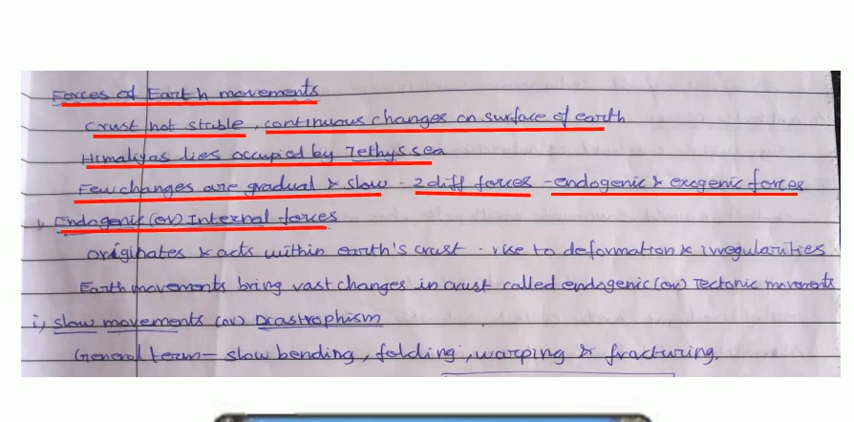 Forces of Earth movements
Crust not stable, continuous changes on surface of earth
Himaliyas lies occupied by Tethys sea
Few changes are gradual & slow - 2 diff forces - endogenic & exogenic forces
1, Endogenic (or) Internal forces
originates & acts within earth's crust - rise to deformation & irregularities
Earth movements bring vast changes in crust called endogenic (or) Tectonic movements
i, Slow movements (or) Diastrophism
General term - slow bending, folding, warping & fracturing.